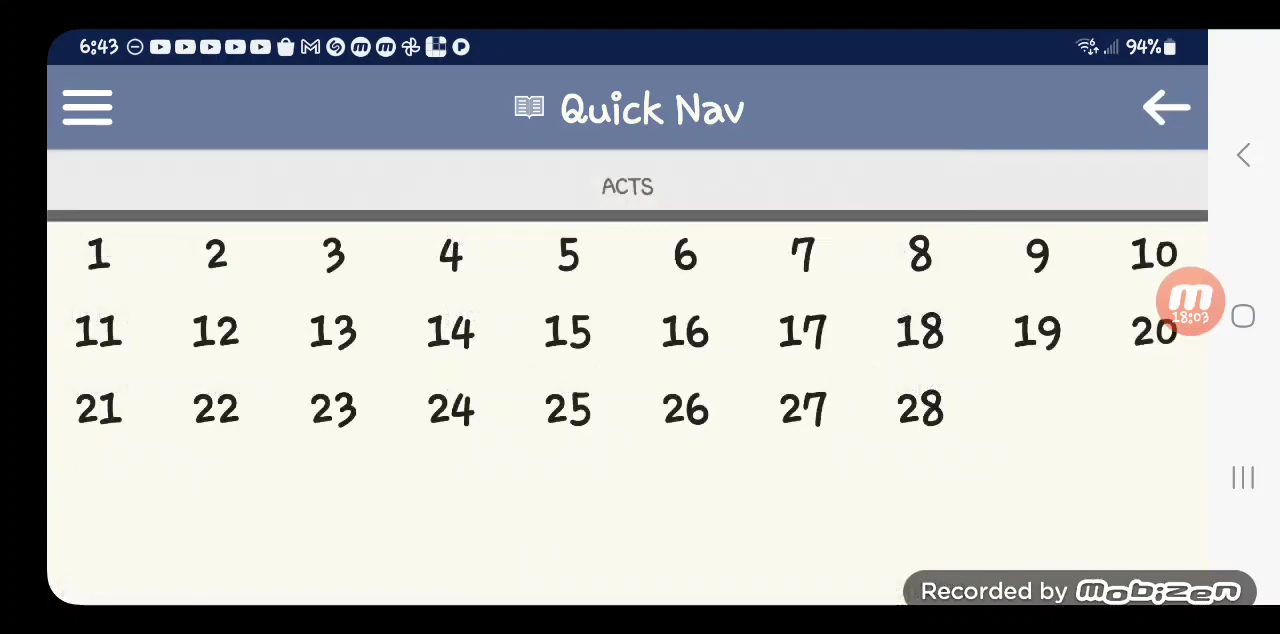 6:43 94%
Quick Nav
ACTS
1 2 3 4 5 6 7 8 9 10
11 12 13 14 15 16 17 18 19 20
18:03
21 22 23 24 25 26 27 28
Recorded by mobizen